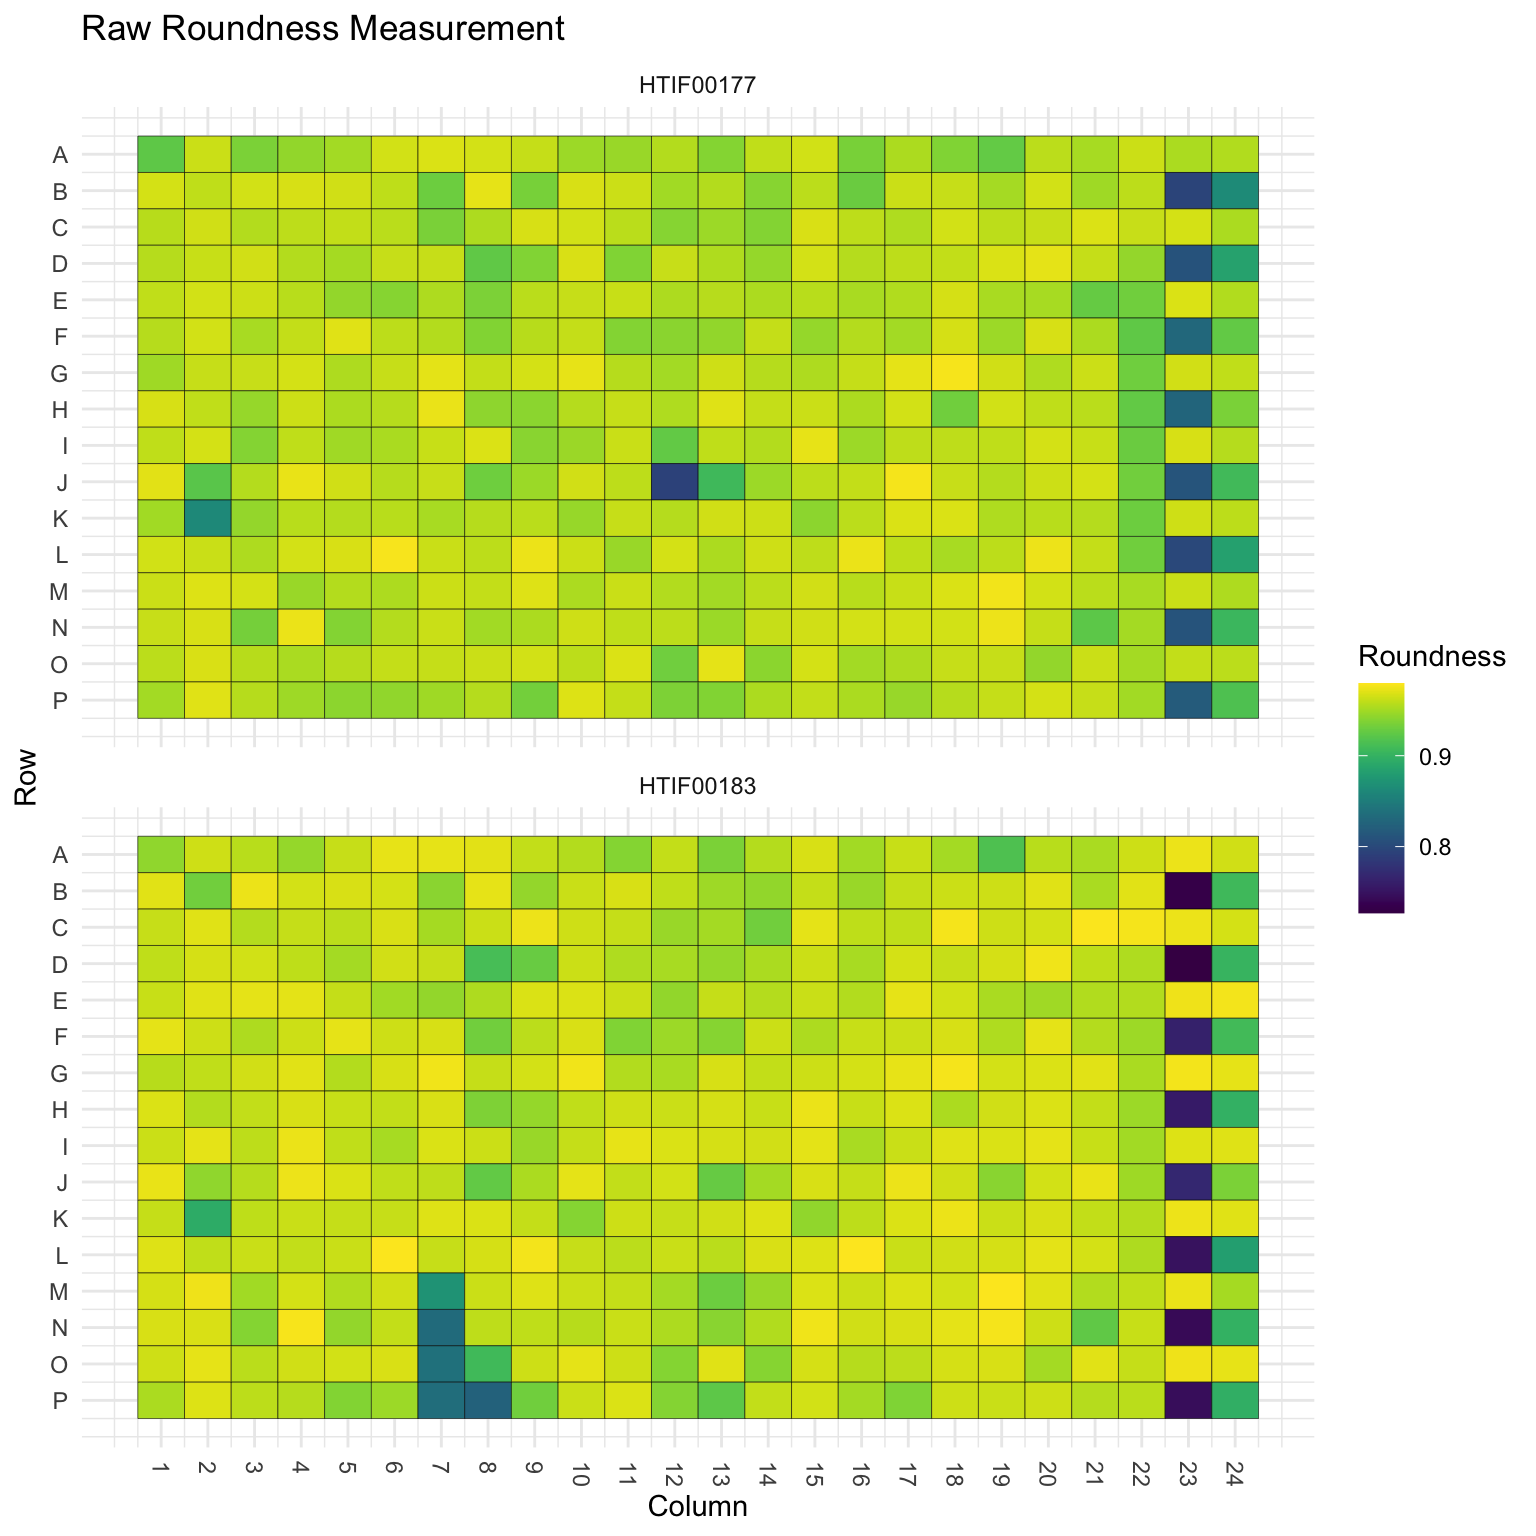 Raw Roundness Measurement
HTIF00177
A
B
C
D
E
F
G
H
I
J
K
L
M
N
O
P
Row
HTIF00183
A
B
C
D
E
F
G
H
I
J
K
L
M
N
O
P
1 2 3 4 5 6 7 8 9 10 11 12 13 14 15 16 17 18 19 20 21 22 23 24
Column
Roundness
0.9
0.8